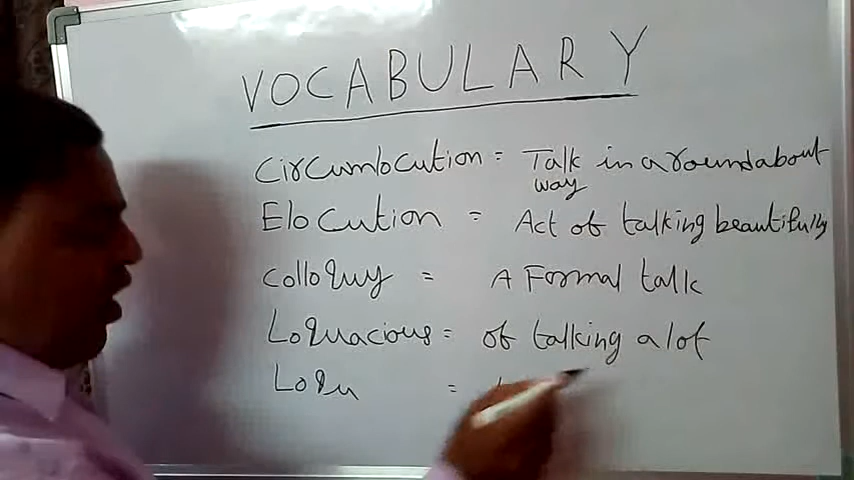 VOCABULARY
Circumlocution = Talk in a roundabout
way
Elocution = Act of talking beautifully
Colloquy = A Formal talk
Loquacious = of talking a lot
Loqu =